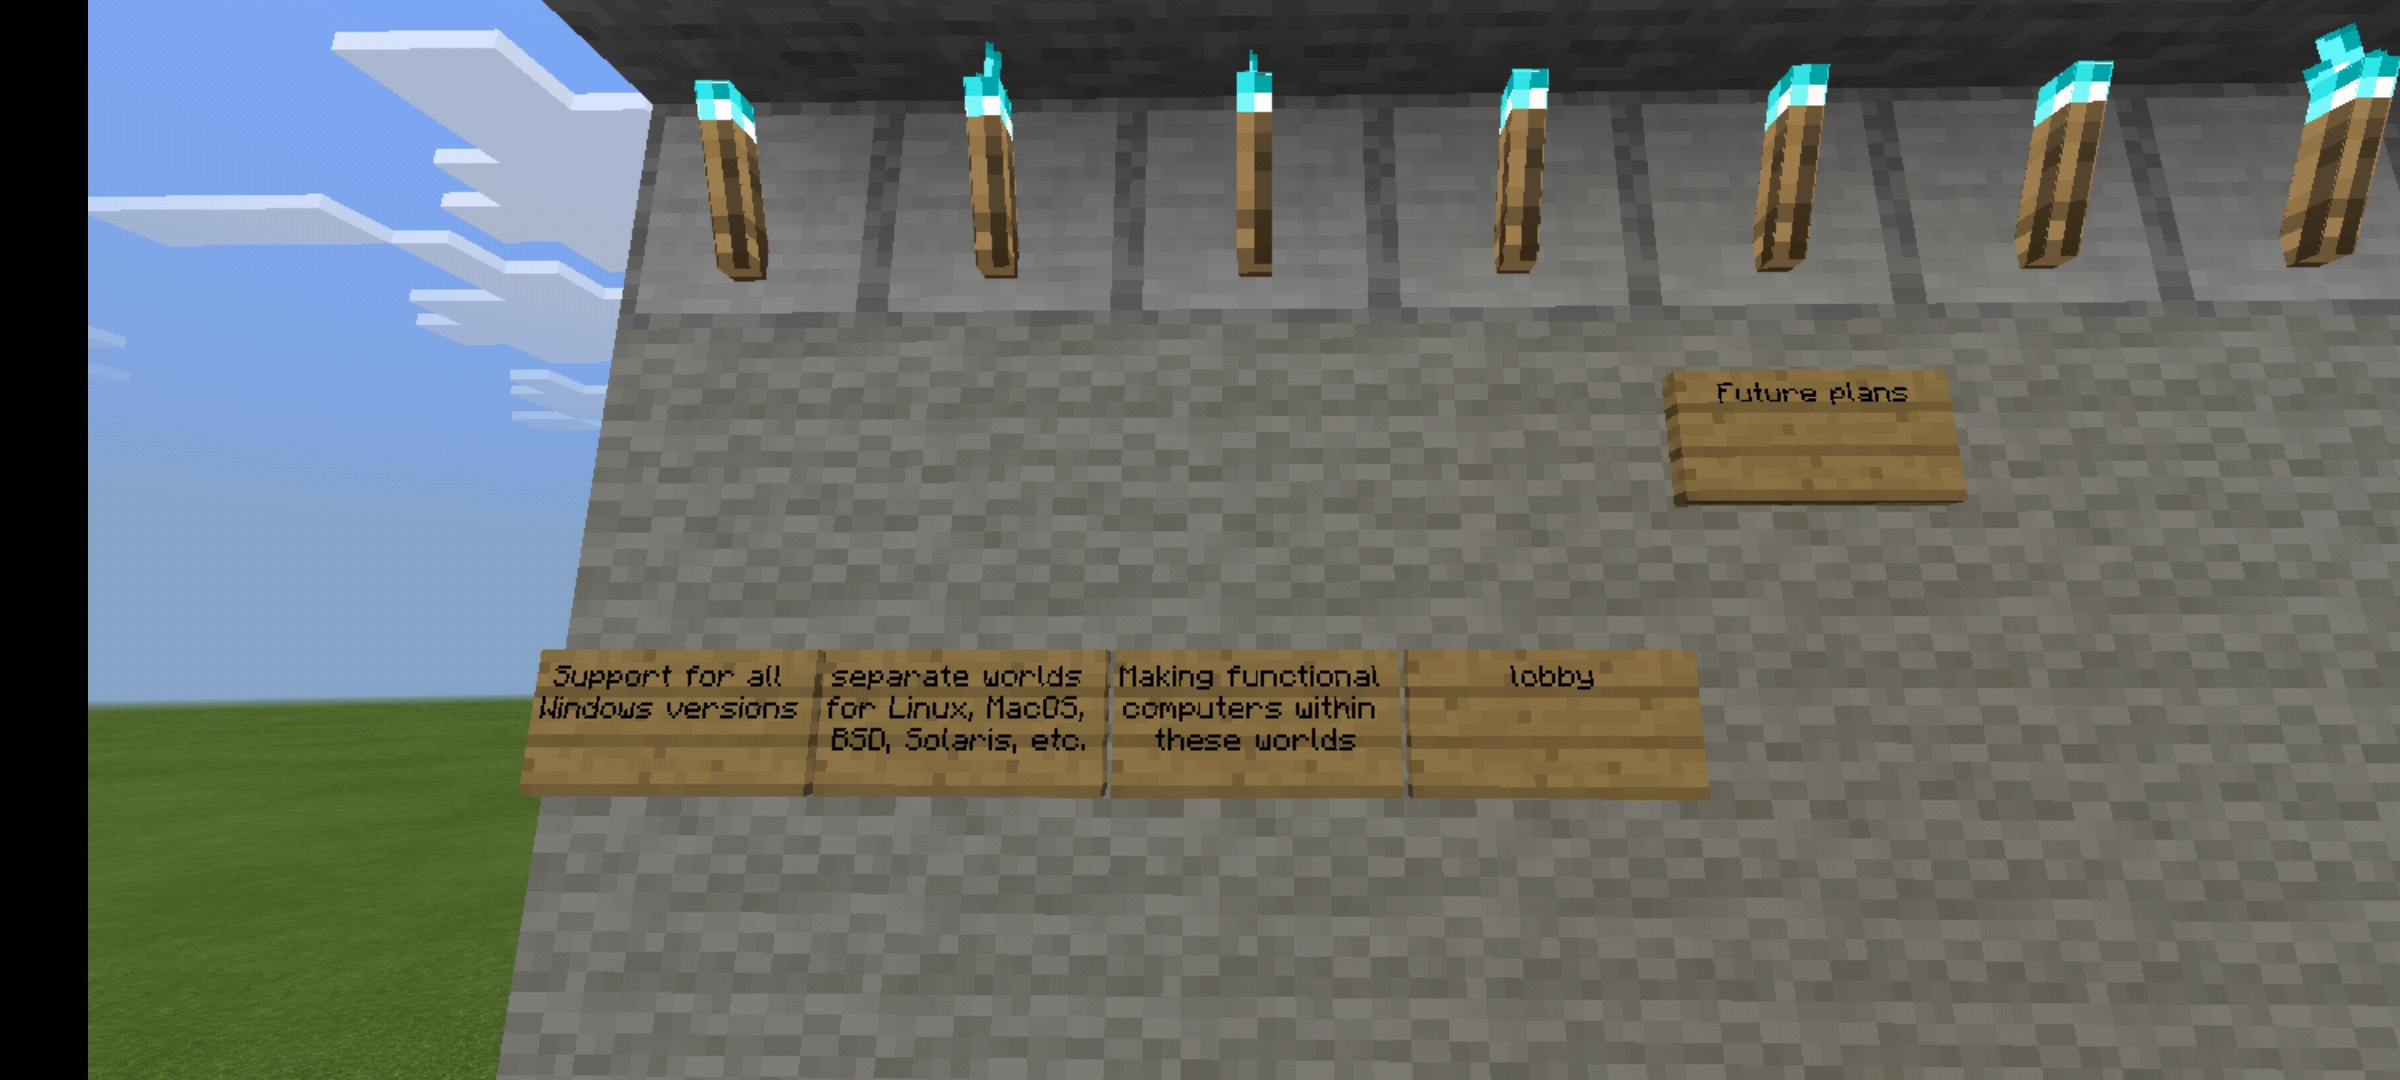 Future plans
Support for all
Windows versions
separate worlds
for Linux, MacOS,
BSD, Solaris, etc.
Making functional
computers within
these worlds
lobby